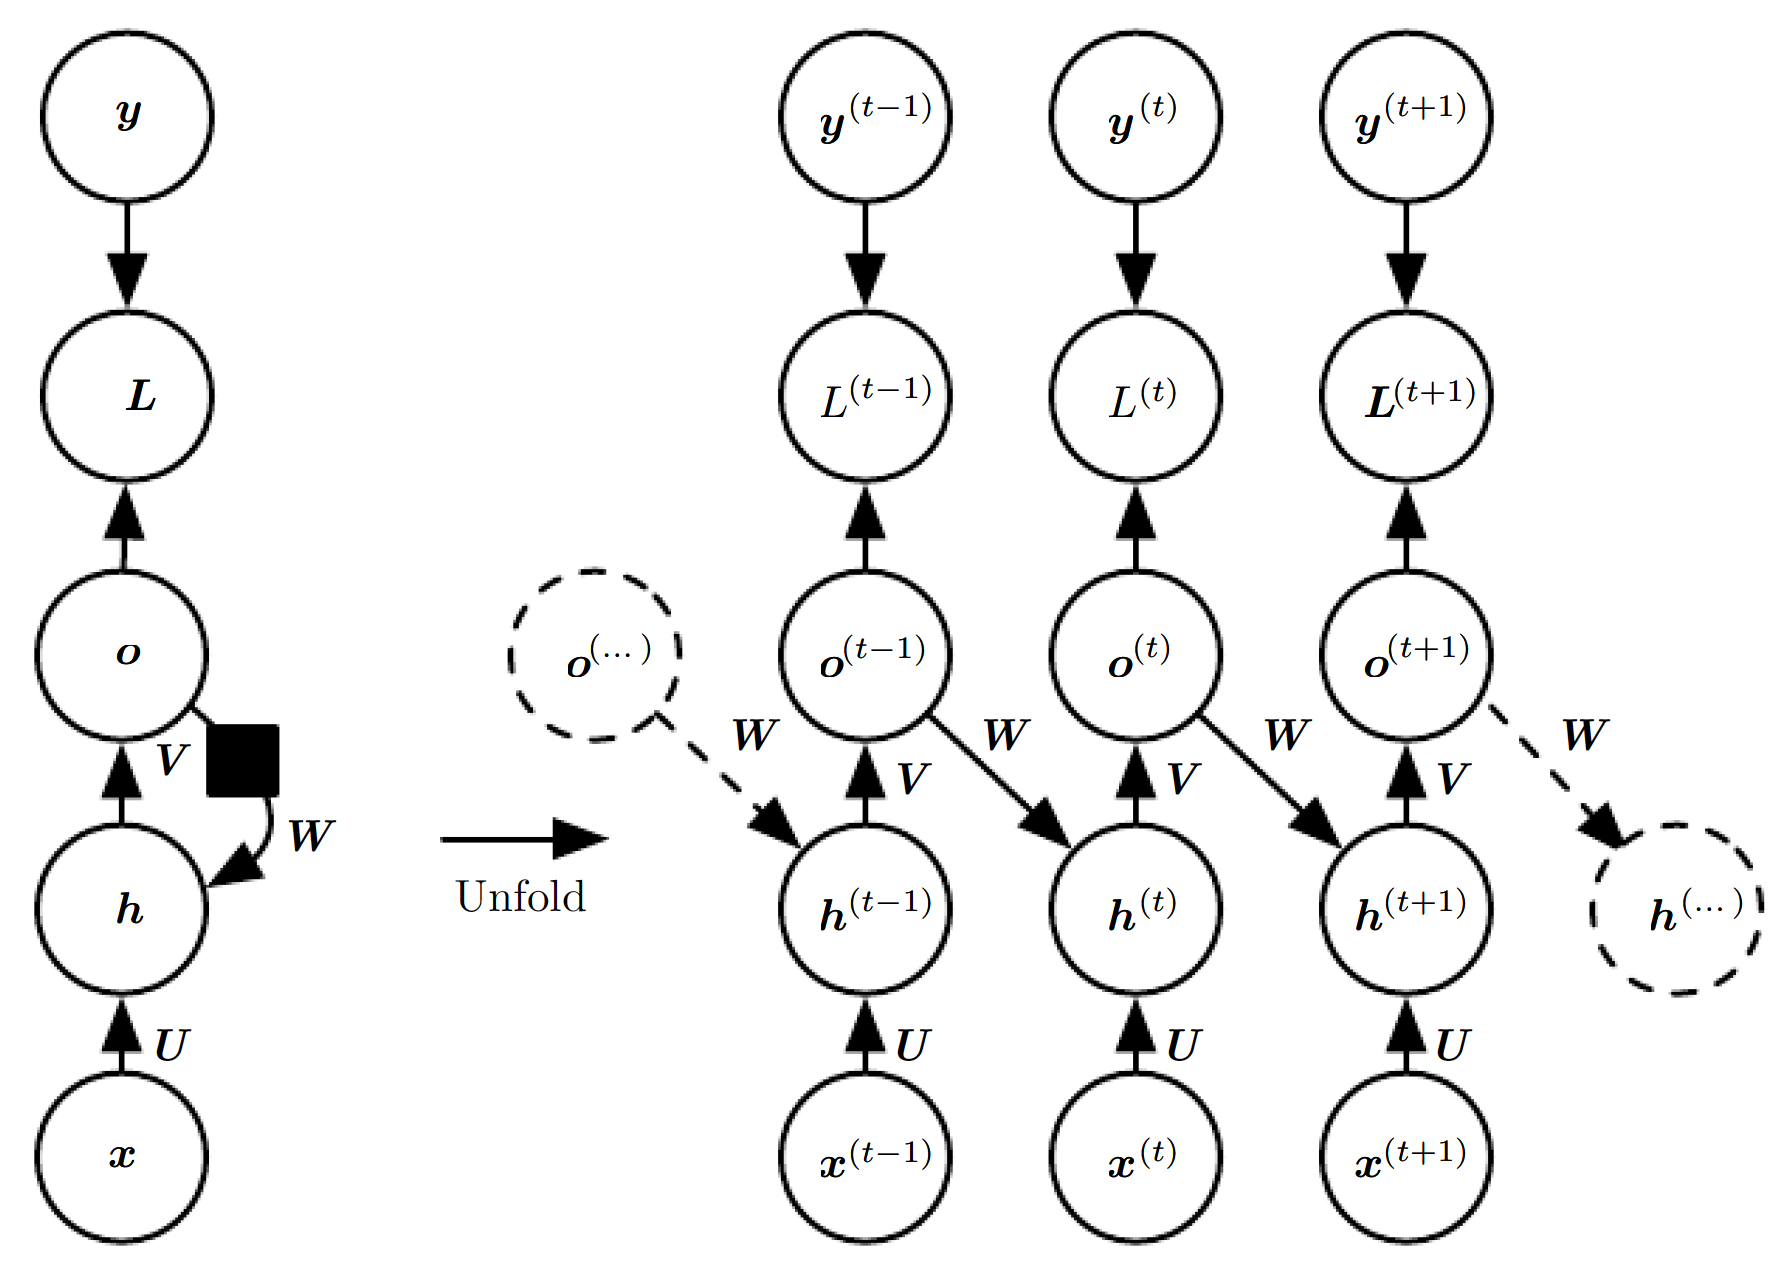 y y^(t−1) y^(t) y^(t+1)
L L^(t−1) L^(t) L^(t+1)
o o^(...) o^(t−1) o^(t) o^(t+1)
W W W W
V V V V
W
Unfold
h h^(t−1) h^(t) h^(t+1) h^(...)
U U U U
x x^(t−1) x^(t) x^(t+1)